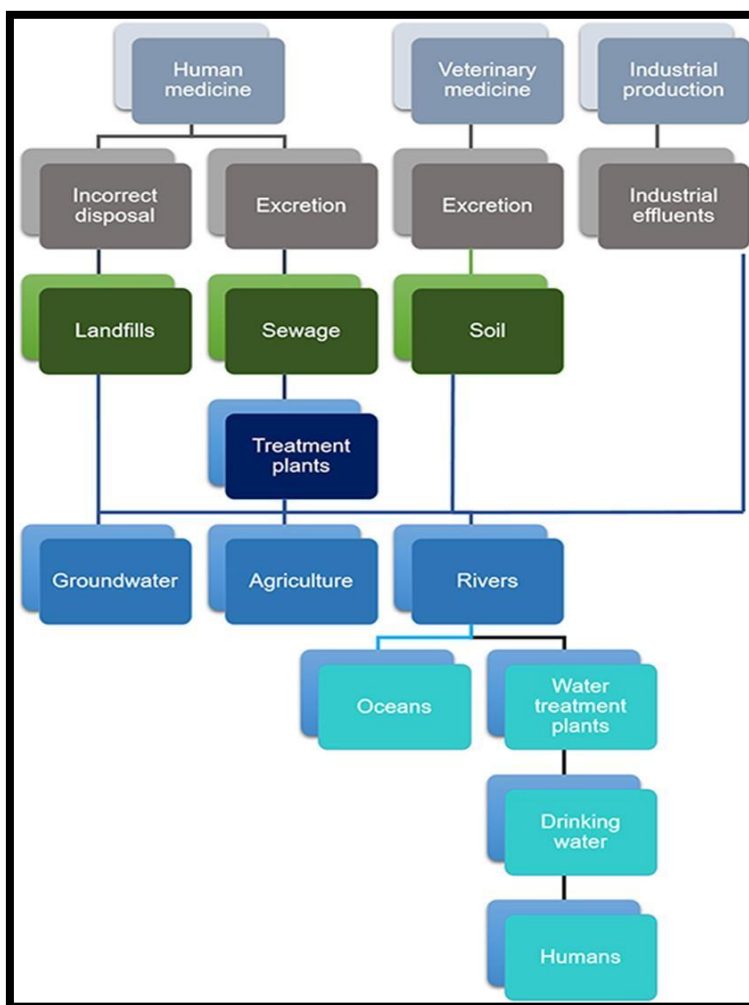 Human
medicine
Veterinary
medicine
Industrial
production
Incorrect
disposal
Excretion
Excretion
Industrial
effluents
Landfills
Sewage
Soil
Treatment
plants
Groundwater
Agriculture
Rivers
Oceans
Water
treatment
plants
Drinking
water
Humans